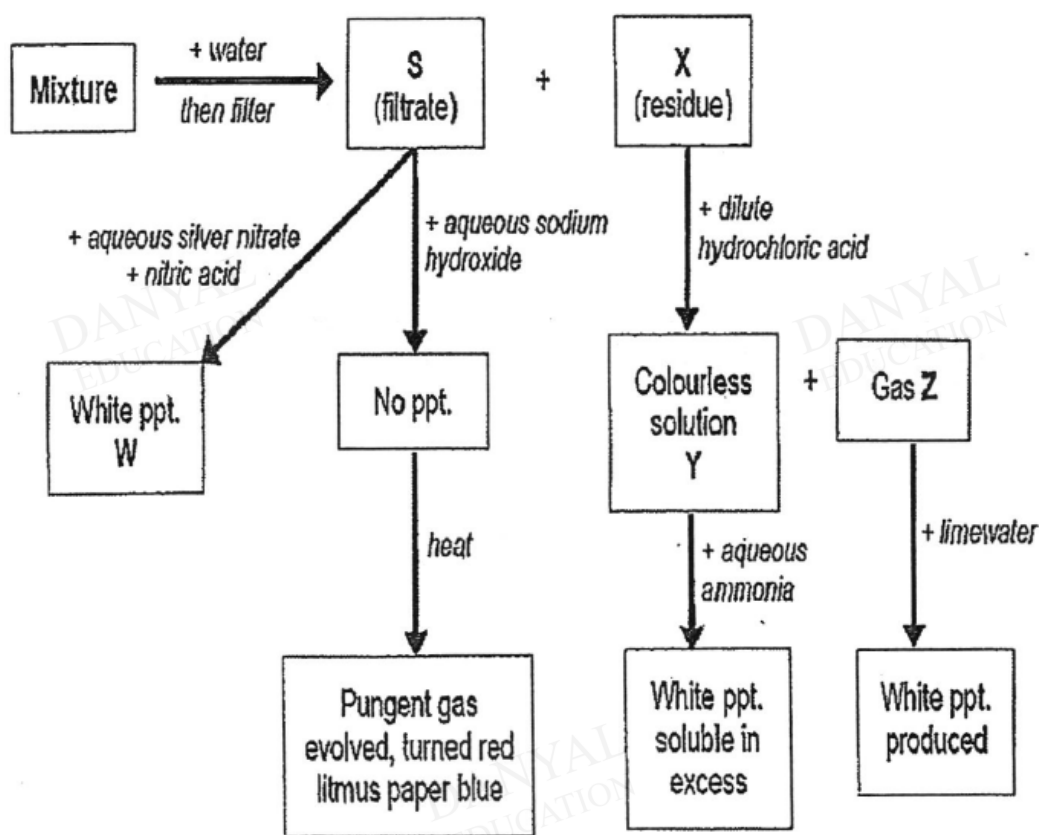 Mixture
+ water
then filter
S
(filtrate)
+
X
(residue)
+ aqueous silver nitrate
+ nitric acid
+ aqueous sodium
hydroxide
+ dilute
hydrochloric acid
White ppt.
W
No ppt.
Colourless
solution
Y
+
Gas Z
heat
+ aqueous
ammonia
+ limewater
Pungent gas
evolved, turned red
litmus paper blue
White ppt.
soluble in
excess
White ppt.
produced
DANYAL
EDUCATION
DANYAL
EDUCATION
DANYAL
EDUCATION